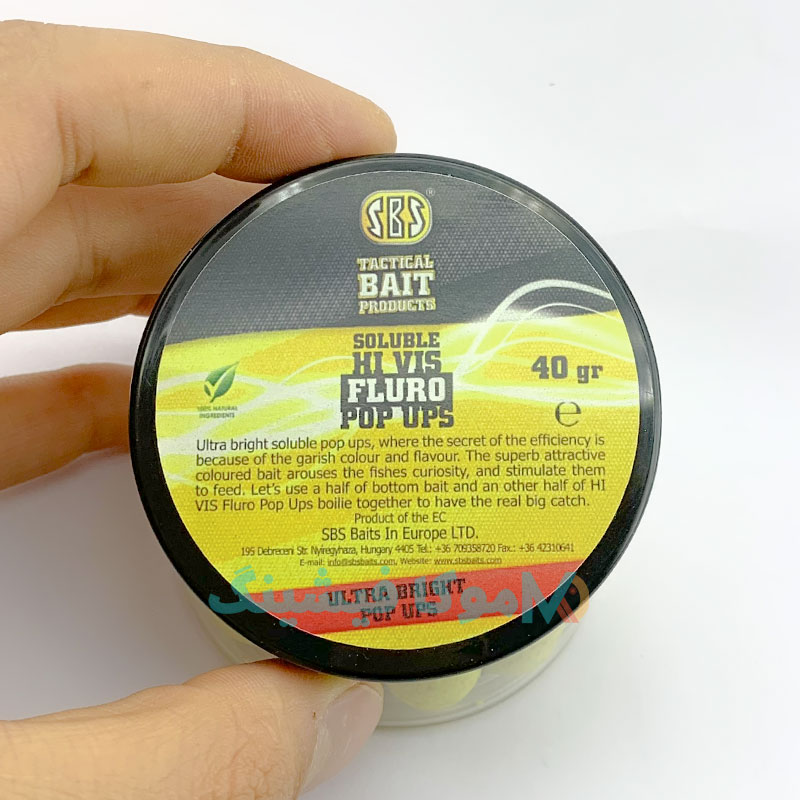 SBS
®
TACTICAL
BAIT
PRODUCTS
SOLUBLE
HI VIS
FLURO
POP UPS
40 gr
e
100% NATURAL
INGREDIENTS
Ultra bright soluble pop ups, where the secret of the efficiency is
because of the garish colour and flavour. The superb attractive
coloured bait arouses the fishes curiosity, and stimulate them
to feed. Let's use a half of bottom bait and an other half of HI
VIS Fluro Pop Ups boilie together to have the real big catch.
Product of the EC
SBS Baits In Europe LTD.
195 Debreceni Str. Nyiregyhaza, Hungary 4405 Tel.: +36 709358720 Fax.: +36 42310641
E-mail: info@sbsbaits.com, Website: www.sbsbaits.com
ULTRA BRIGHT
POP UPS
مولا فیشینگ